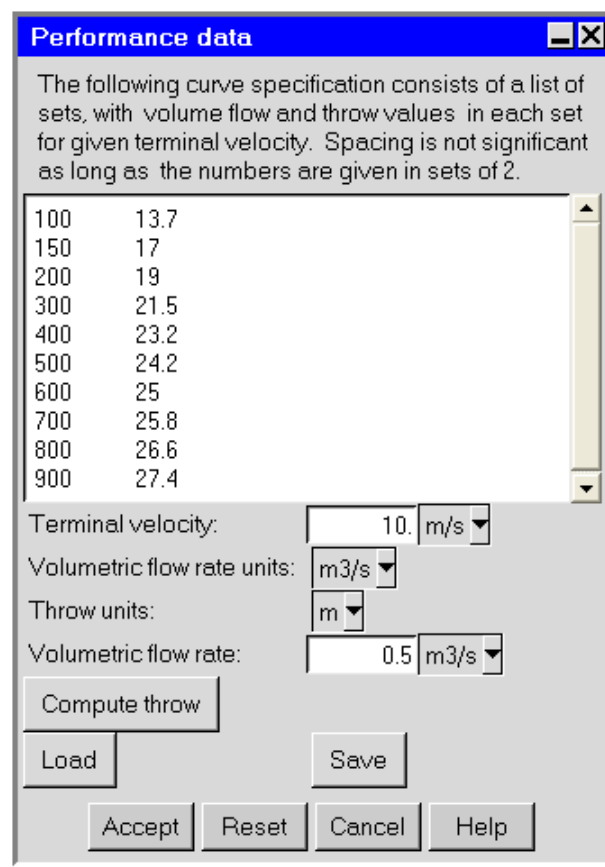 Performance data
The following curve specification consists of a list of
sets, with volume flow and throw values in each set
for given terminal velocity. Spacing is not significant
as long as the numbers are given in sets of 2.
100 13.7
150 17
200 19
300 21.5
400 23.2
500 24.2
600 25
700 25.8
800 26.6
900 27.4
Terminal velocity: 10. m/s
Volumetric flow rate units: m3/s
Throw units: m
Volumetric flow rate: 0.5 m3/s
Compute throw
Load Save
Accept Reset Cancel Help